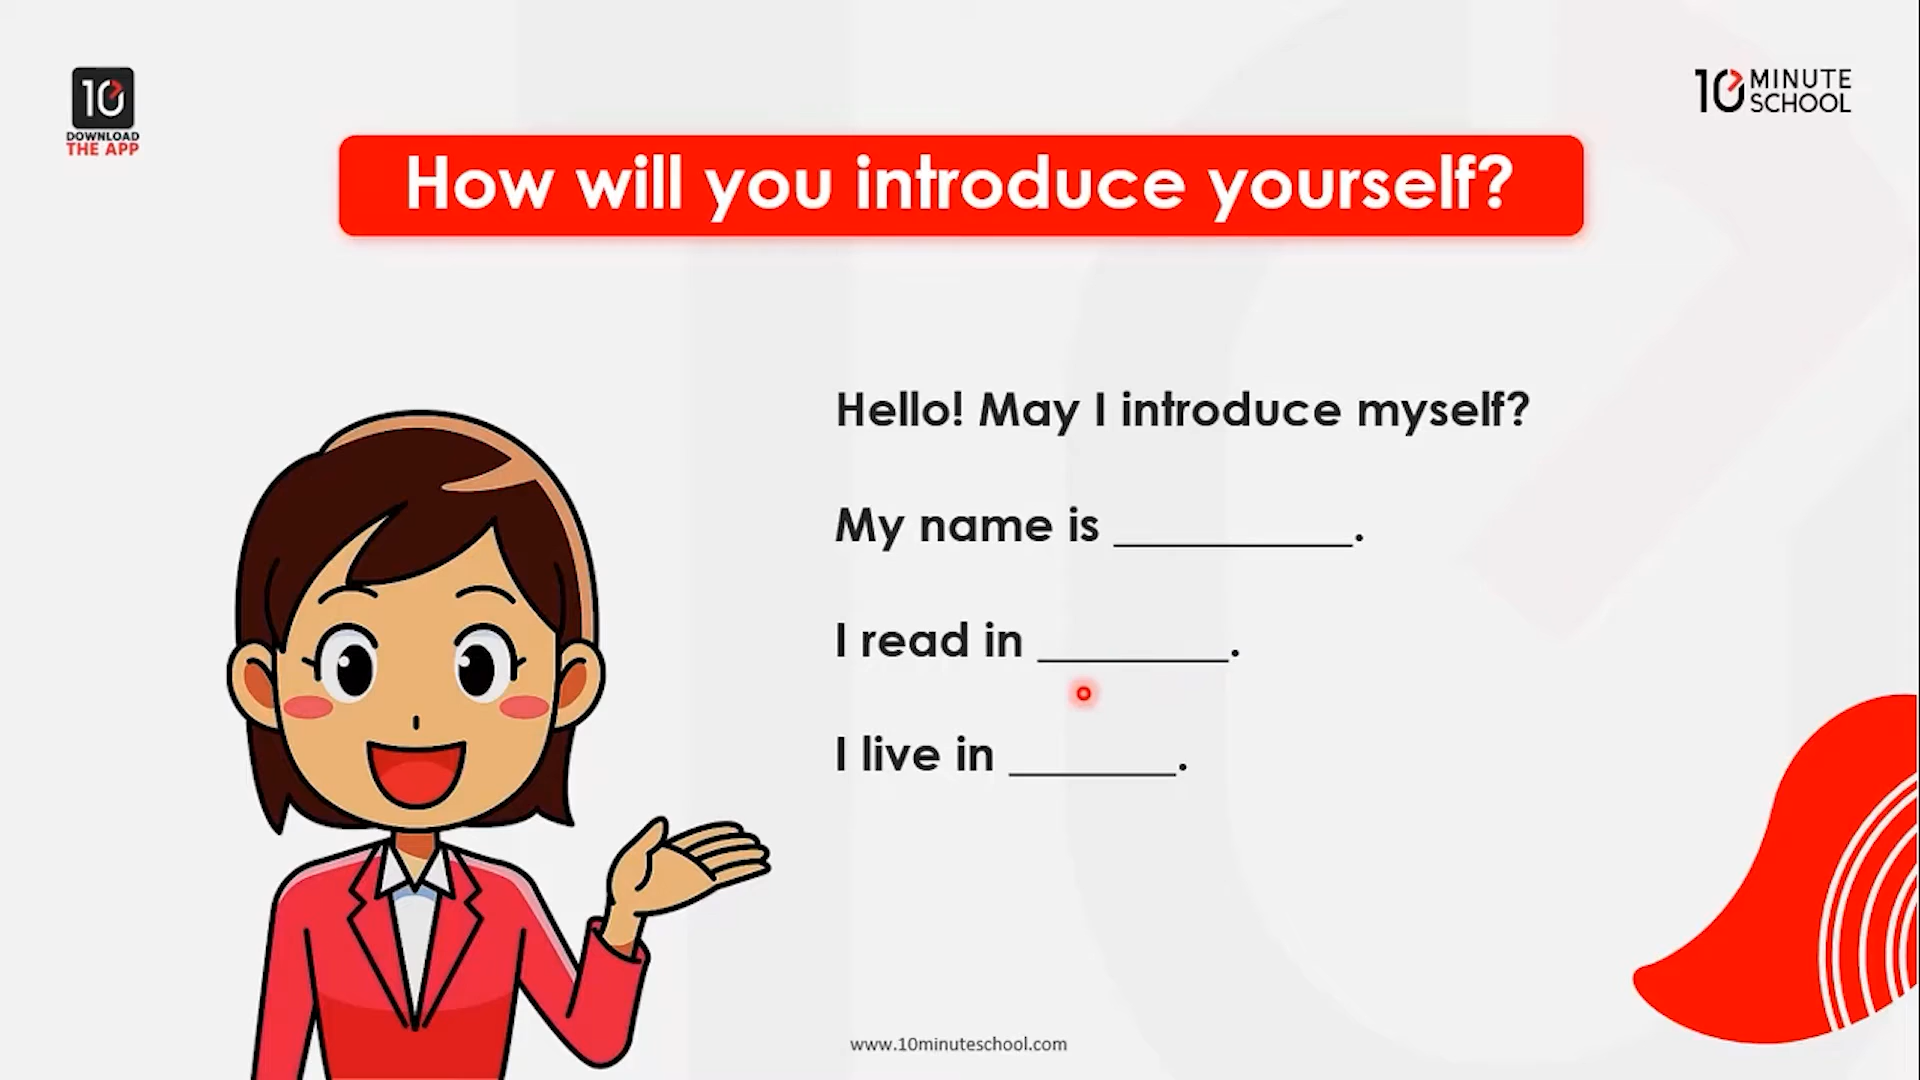 10
DOWNLOAD
THE APP
10 MINUTE
SCHOOL
How will you introduce yourself?
Hello! May I introduce myself?
My name is __________.
I read in ________.
I live in _______.
www.10minuteschool.com